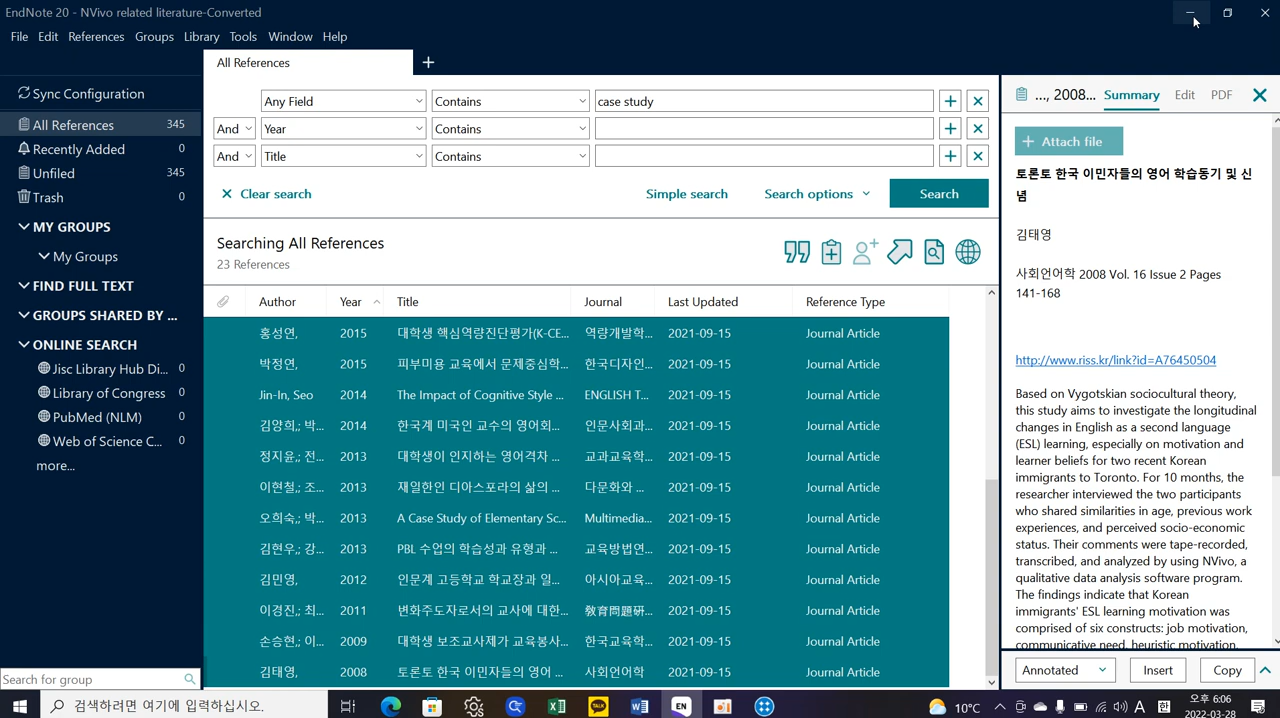 EndNote 20 - NVivo related literature-Converted
File Edit References Groups Library Tools Window Help
All References
Sync Configuration
All References 345
Recently Added 0
Unfiled 345
Trash 0
MY GROUPS
My Groups
FIND FULL TEXT
GROUPS SHARED BY ...
ONLINE SEARCH
Jisc Library Hub Di... 0
Library of Congress 0
PubMed (NLM) 0
Web of Science C... 0
more...
Search for group
Any Field Contains case study
And Year Contains
And Title Contains
Clear search Simple search Search options Search
Searching All References
23 References
Author Year Title Journal Last Updated Reference Type
홍성연, 2015 대학생 핵심역량진단평가(K-CE... 역량개발학... 2021-09-15 Journal Article
박정연, 2015 피부미용 교육에서 문제중심학... 한국디자인... 2021-09-15 Journal Article
Jin-In, Seo 2014 The Impact of Cognitive Style ... ENGLISH T... 2021-09-15 Journal Article
김양희,; 박... 2014 한국계 미국인 교수의 영어회... 인문사회과... 2021-09-15 Journal Article
정지윤,; 전... 2013 대학생이 인지하는 영어격차 ... 교과교육학... 2021-09-15 Journal Article
이현철,; 조... 2013 재일한인 디아스포라의 삶의 ... 다문화와 ... 2021-09-15 Journal Article
오희숙,; 박... 2013 A Case Study of Elementary Sc... Multimedia... 2021-09-15 Journal Article
김현우,; 강... 2013 PBL 수업의 학습성과 유형과 ... 교육방법연... 2021-09-15 Journal Article
김민영, 2012 인문계 고등학교 학교장과 일... 아시아교육... 2021-09-15 Journal Article
이경진,; 최... 2011 변화주도자로서의 교사에 대한... 敎育問題硏... 2021-09-15 Journal Article
손승현,; 이... 2009 대학생 보조교사제가 교육봉사... 한국교육학... 2021-09-15 Journal Article
김태영, 2008 토론토 한국 이민자들의 영어 ... 사회언어학 2021-09-15 Journal Article
..., 2008... Summary Edit PDF
Attach file
토론토 한국 이민자들의 영어 학습동기 및 신
념
김태영
사회언어학 2008 Vol. 16 Issue 2 Pages
141-168
http://www.riss.kr/link?id=A76450504
Based on Vygotskian sociocultural theory,
this study aims to investigate the longitudinal
changes in English as a second language
(ESL) learning, especially on motivation and
learner beliefs for two recent Korean
immigrants to Toronto. For 10 months, the
researcher interviewed the two participants
who shared similarities in age, previous work
experiences, and perceived socio-economic
status. Their comments were tape-recorded,
transcribed, and analyzed by using NVivo, a
qualitative data analysis software program.
The findings indicate that Korean
immigrants' ESL learning motivation was
comprised of six constructs: job motivation,
communicative need, heuristic motivation,
Annotated Insert Copy
검색하려면 여기에 입력하십시오.
TALK
EN
10°C
A 한
오후 6:06
2022-03-28